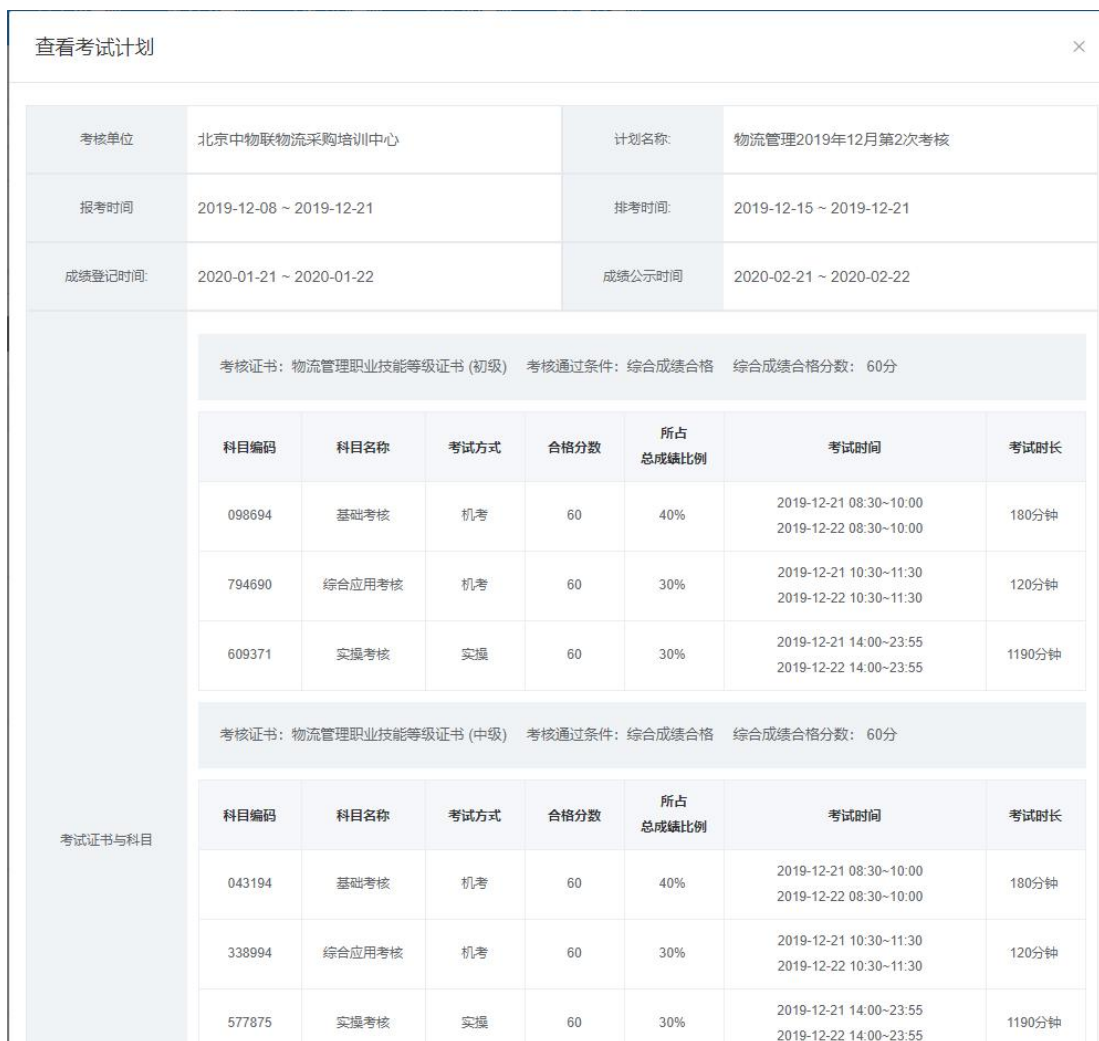 查看考试计划
×
考核单位 北京中物联物流采购培训中心 计划名称: 物流管理2019年12月第2次考核
报考时间 2019-12-08 ~ 2019-12-21 排考时间: 2019-12-15 ~ 2019-12-21
成绩登记时间: 2020-01-21 ~ 2020-01-22 成绩公示时间 2020-02-21 ~ 2020-02-22
考试证书与科目
考核证书：物流管理职业技能等级证书 (初级) 考核通过条件：综合成绩合格 综合成绩合格分数： 60分
科目编码 科目名称 考试方式 合格分数 所占 总成绩比例 考试时间 考试时长
098694 基础考核 机考 60 40% 2019-12-21 08:30~10:00 180分钟
2019-12-22 08:30~10:00
794690 综合应用考核 机考 60 30% 2019-12-21 10:30~11:30 120分钟
2019-12-22 10:30~11:30
609371 实操考核 实操 60 30% 2019-12-21 14:00~23:55 1190分钟
2019-12-22 14:00~23:55
考核证书：物流管理职业技能等级证书 (中级) 考核通过条件：综合成绩合格 综合成绩合格分数： 60分
科目编码 科目名称 考试方式 合格分数 所占 总成绩比例 考试时间 考试时长
043194 基础考核 机考 60 40% 2019-12-21 08:30~10:00 180分钟
2019-12-22 08:30~10:00
338994 综合应用考核 机考 60 30% 2019-12-21 10:30~11:30 120分钟
2019-12-22 10:30~11:30
577875 实操考核 实操 60 30% 2019-12-21 14:00~23:55 1190分钟
2019-12-22 14:00~23:55